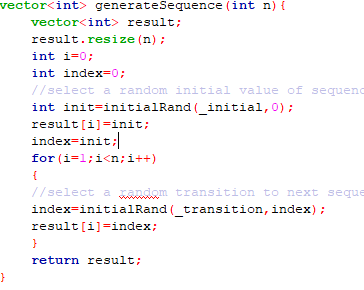 vector<int> generateSequence(int n){
vector<int> result;
result.resize(n);
int i=0;
int index=0;
//select a random initial value of sequenc
int init=initialRand(_initial,0);
result[i]=init;
index=init;
for(i=1;i<n;i++)
{
//select a random transition to next seque
index=initialRand(_transition,index);
result[i]=index;
}
return result;
}